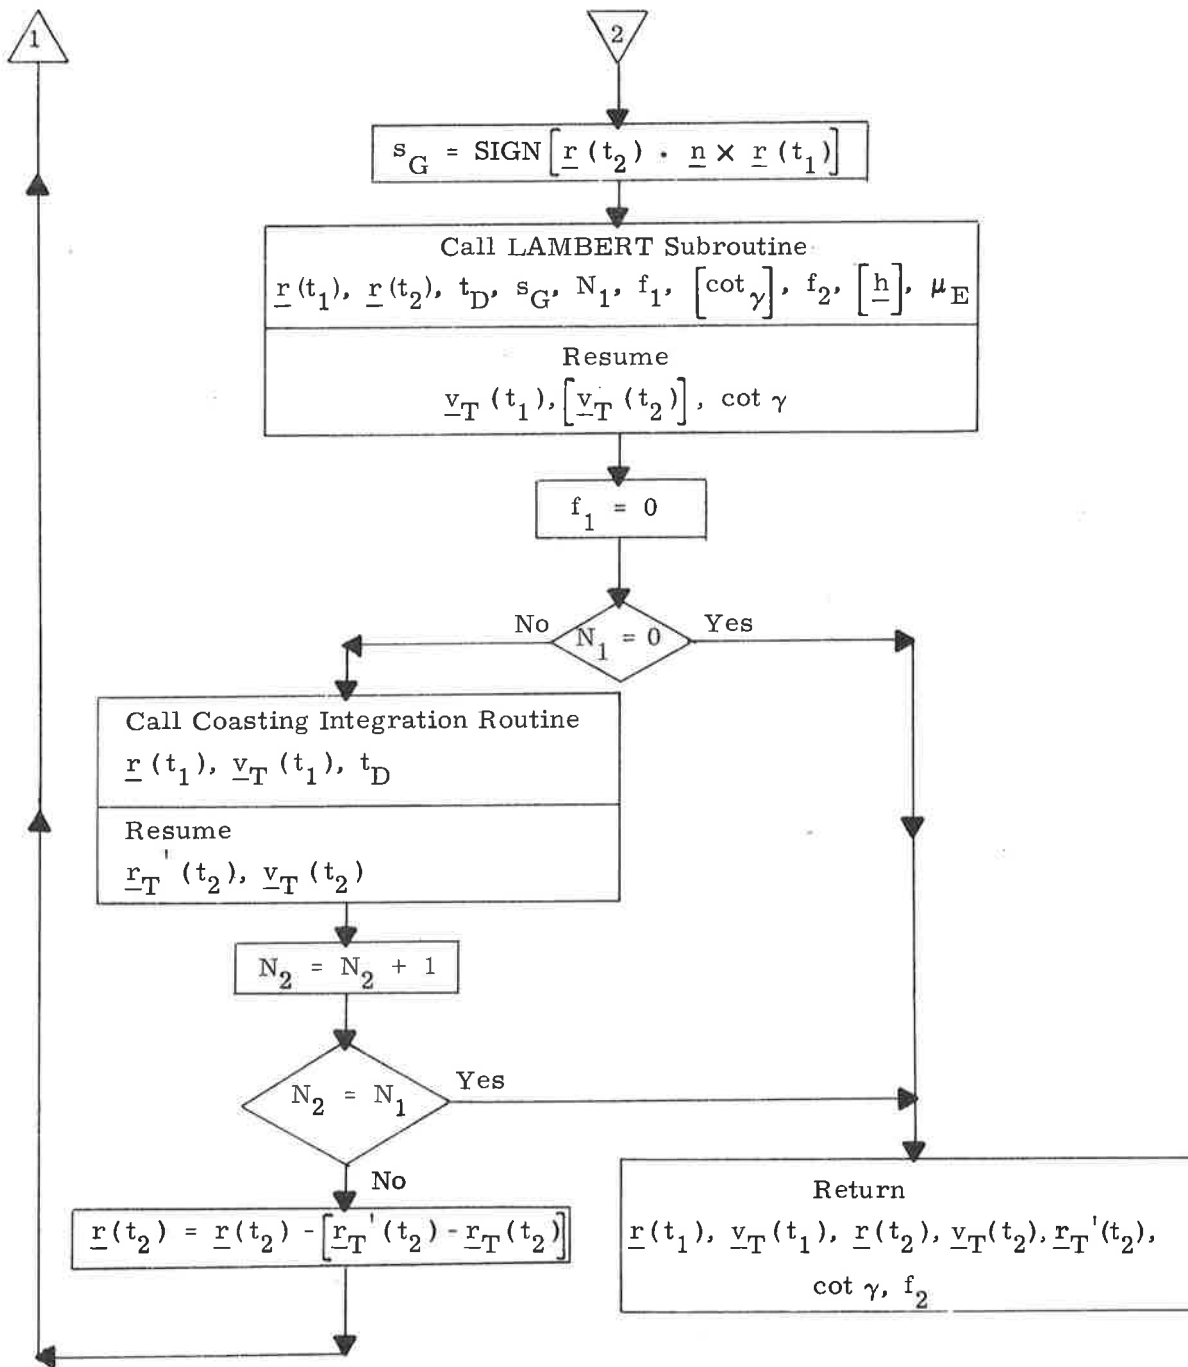 1
2
s_G = SIGN [r(t_2) · n × r(t_1)]
Call LAMBERT Subroutine
r(t_1), r(t_2), t_D, s_G, N_1, f_1, [cot γ], f_2, [h], μ_E
Resume
v_T(t_1), [v_T(t_2)], cot γ
f_1 = 0
No
N_1 = 0
Yes
Call Coasting Integration Routine
r(t_1), v_T(t_1), t_D
Resume
r_T'(t_2), v_T(t_2)
N_2 = N_2 + 1
N_2 = N_1
Yes
No
r(t_2) = r(t_2) - [r_T'(t_2) - r_T(t_2)]
Return
r(t_1), v_T(t_1), r(t_2), v_T(t_2), r_T'(t_2),
cot γ, f_2